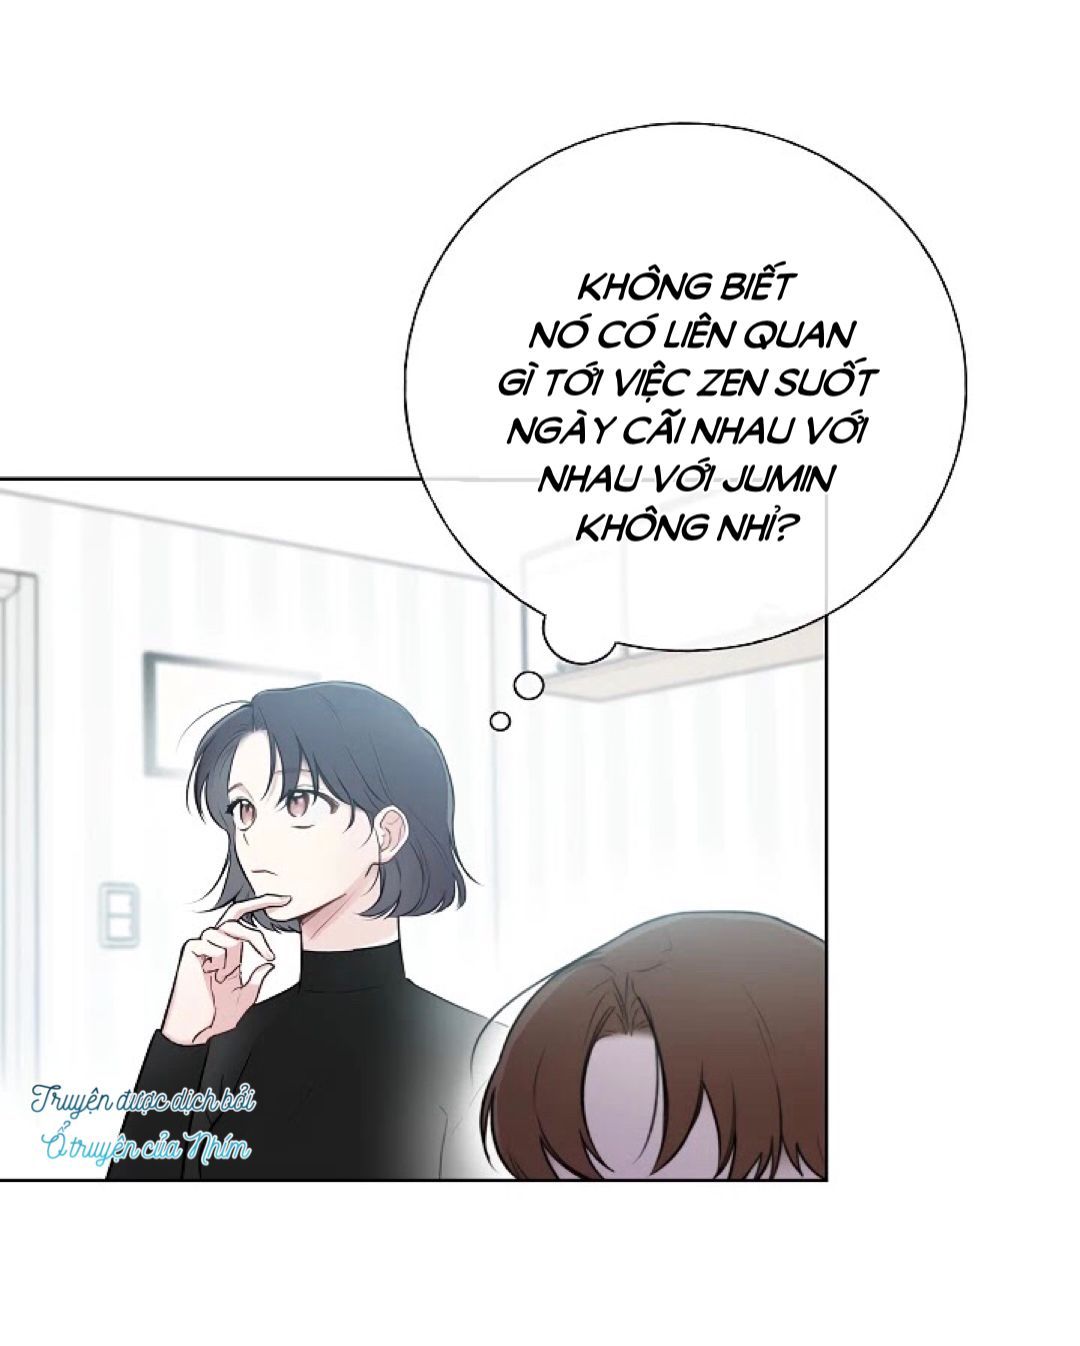 KHÔNG BIẾT
NÓ CÓ LIÊN QUAN
GÌ TỚI VIỆC ZEN SUỐT
NGÀY CÃI NHAU VỚI
NHAU VỚI JUMIN
KHÔNG NHỈ?
Truyện được dịch bởi
Ổ truyện của Nhím